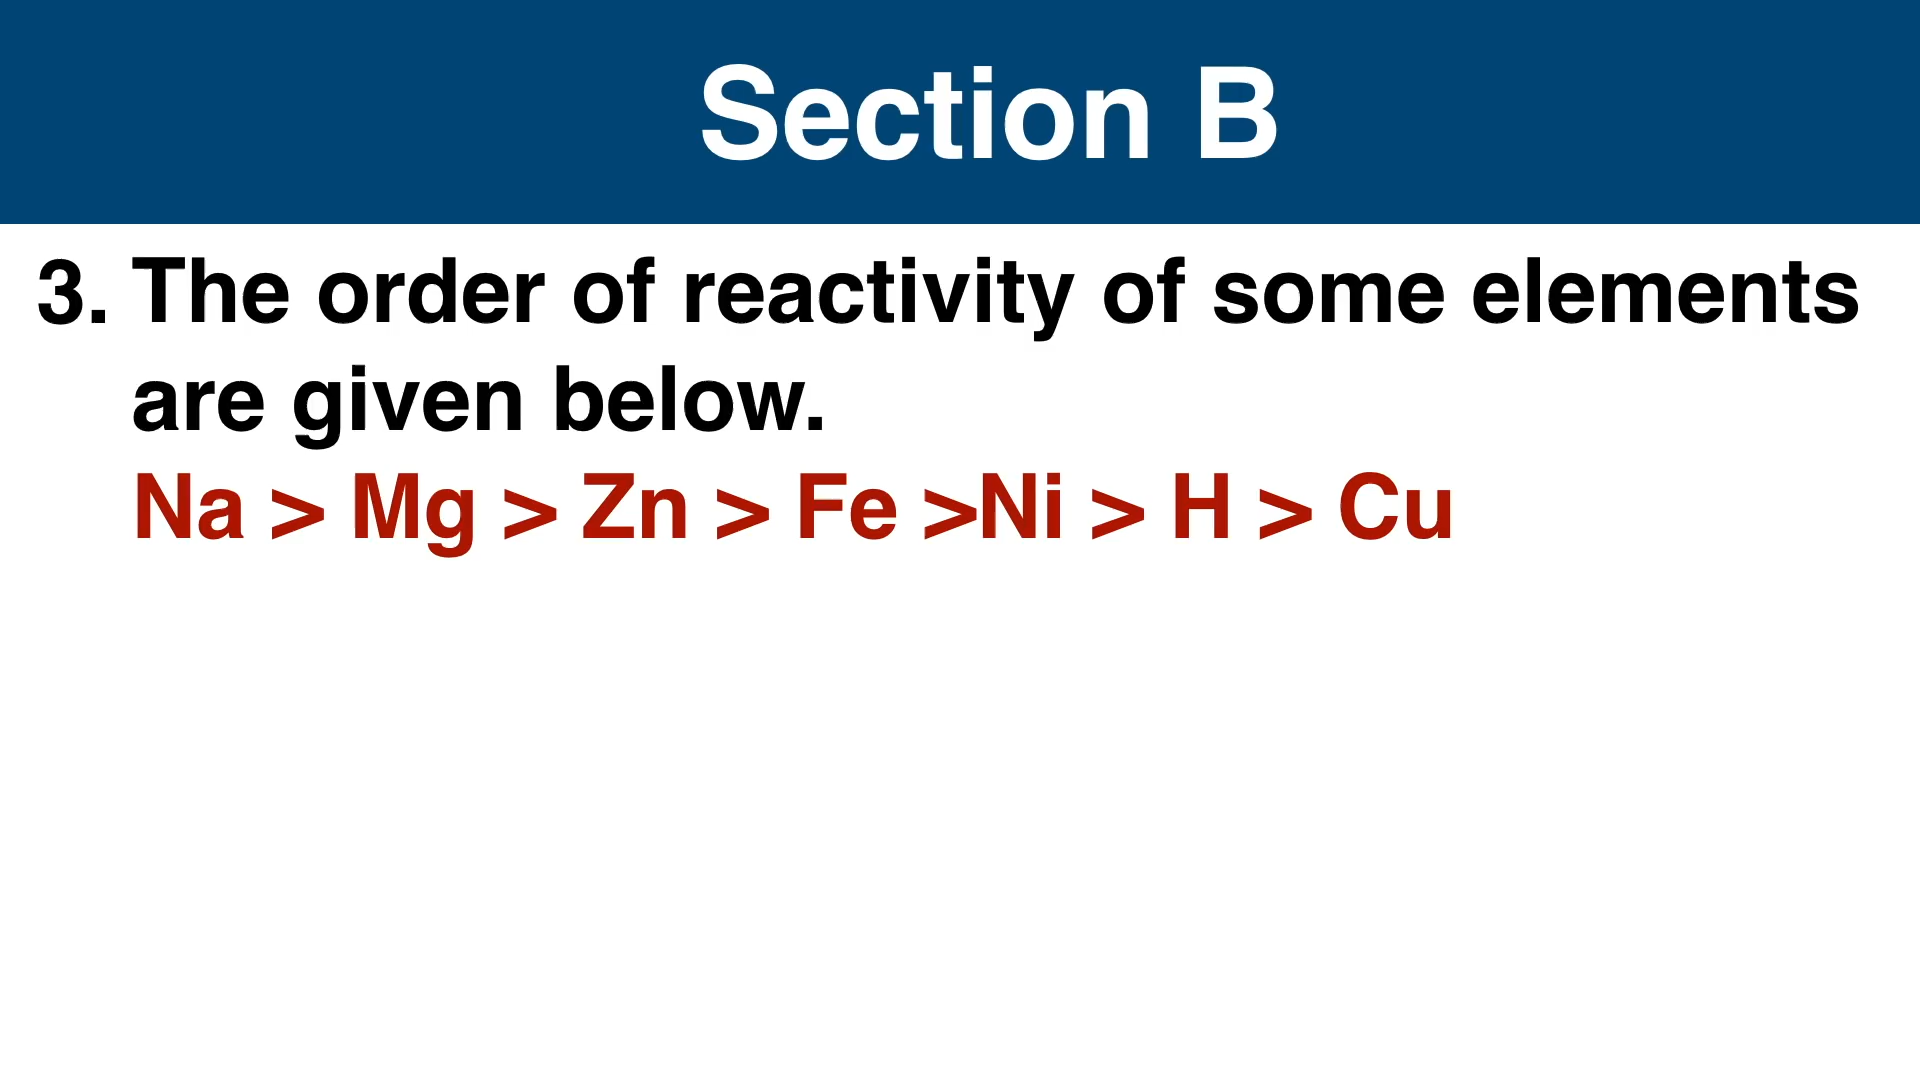 Section B
3. The order of reactivity of some elements
are given below.
Na > Mg > Zn > Fe >Ni > H > Cu